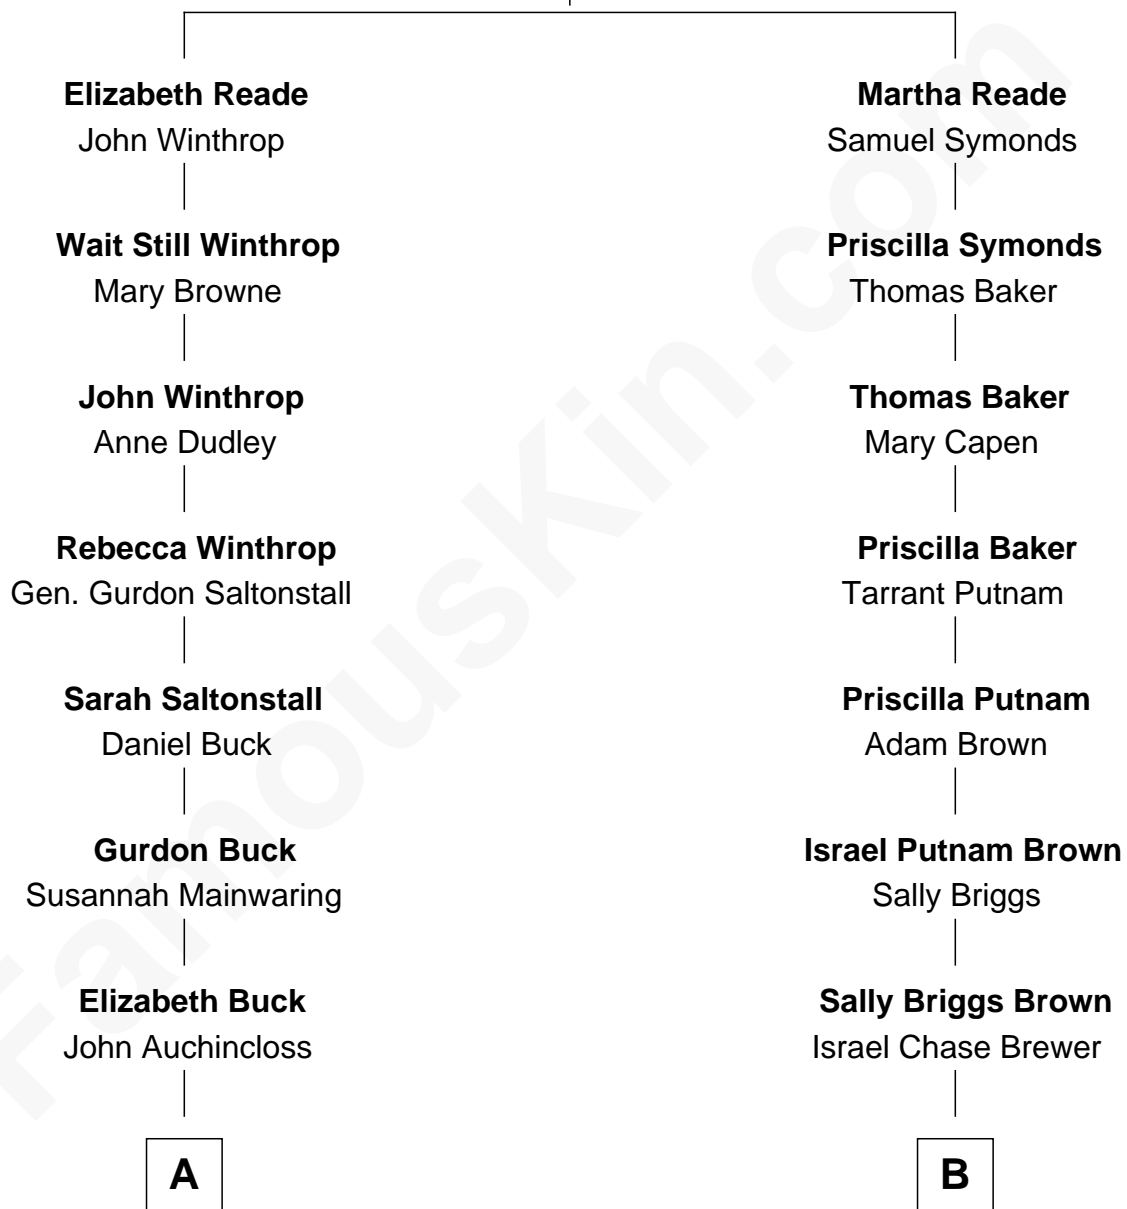 Elizabeth Reade
John Winthrop
Martha Reade
Samuel Symonds
Wait Still Winthrop
Mary Browne
Priscilla Symonds
Thomas Baker
John Winthrop
Anne Dudley
Thomas Baker
Mary Capen
Rebecca Winthrop
Gen. Gurdon Saltonstall
Priscilla Baker
Tarrant Putnam
Sarah Saltonstall
Daniel Buck
Priscilla Putnam
Adam Brown
Gurdon Buck
Susannah Mainwaring
Israel Putnam Brown
Sally Briggs
Elizabeth Buck
John Auchincloss
Sally Briggs Brown
Israel Chase Brewer
A
B
FamousKin.com